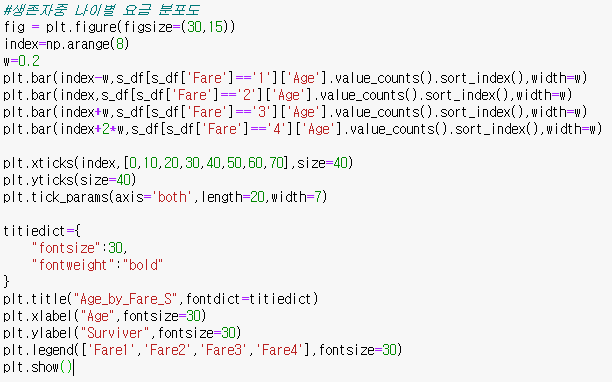 #생존자중 나이별 요금 분포도
fig = plt.figure(figsize=(30,15))
index=np.arange(8)
w=0.2
plt.bar(index-w,s_df[s_df['Fare']=='1']['Age'].value_counts().sort_index(),width=w)
plt.bar(index,s_df[s_df['Fare']=='2']['Age'].value_counts().sort_index(),width=w)
plt.bar(index+w,s_df[s_df['Fare']=='3']['Age'].value_counts().sort_index(),width=w)
plt.bar(index+2*w,s_df[s_df['Fare']=='4']['Age'].value_counts().sort_index(),width=w)
plt.xticks(index,[0,10,20,30,40,50,60,70],size=40)
plt.yticks(size=40)
plt.tick_params(axis='both',length=20,width=7)
titiedict={
    "fontsize":30,
    "fontweight":"bold"
}
plt.title("Age_by_Fare_S",fontdict=titiedict)
plt.xlabel("Age",fontsize=30)
plt.ylabel("Surviver",fontsize=30)
plt.legend(['Fare1','Fare2','Fare3','Fare4'],fontsize=30)
plt.show()